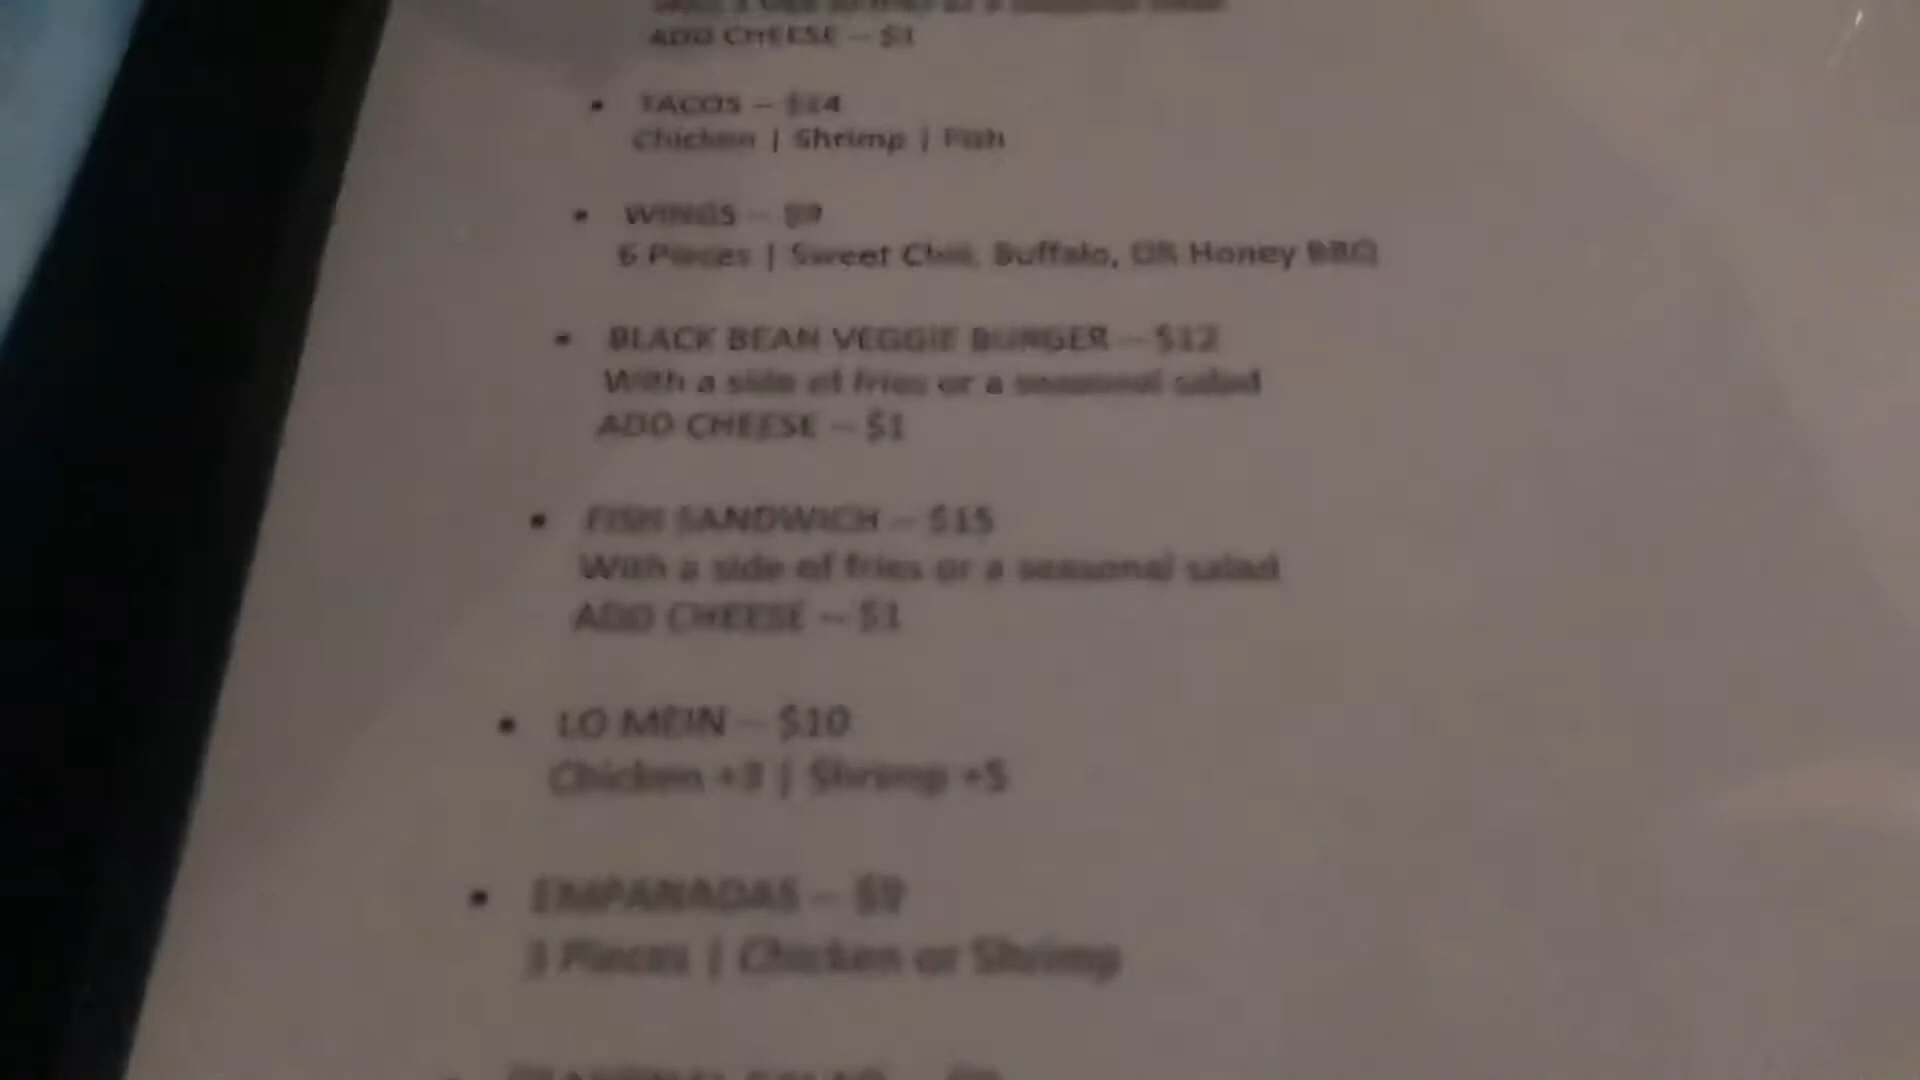 ADD CHEESE – $1
• TACOS – $14
Chicken | Shrimp | Fish
• WINGS – $9
6 Pieces | Sweet Chili, Buffalo, OR Honey BBQ
• BLACK BEAN VEGGIE BURGER – $12
With a side of fries or a seasonal salad
ADD CHEESE – $1
• FISH SANDWICH – $15
With a side of fries or a seasonal salad
ADD CHEESE – $1
• LO MEIN – $10
Chicken +3 | Shrimp +5
• EMPANADAS – $9
3 Pieces | Chicken or Shrimp